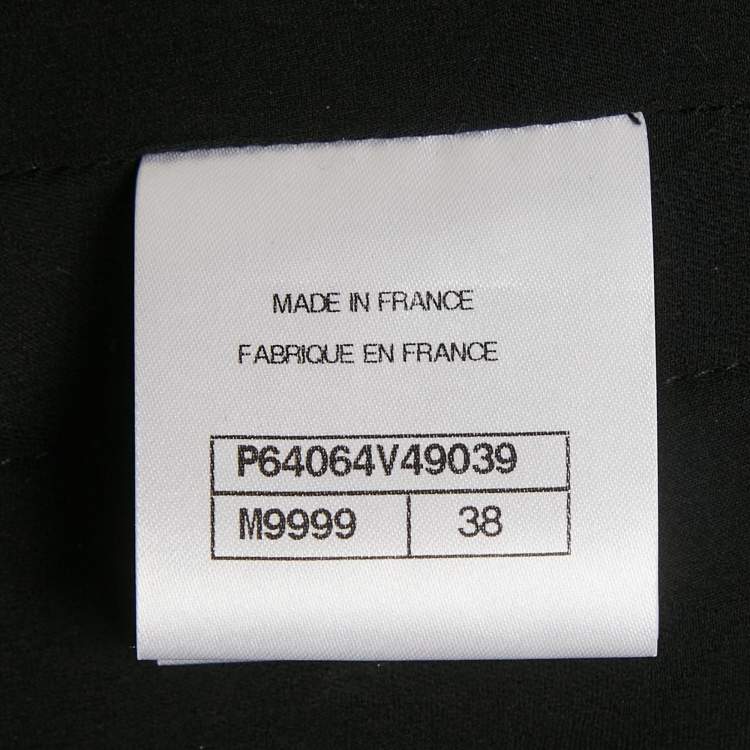 MADE IN FRANCE
FABRIQUE EN FRANCE
P64064V49039
M9999 38